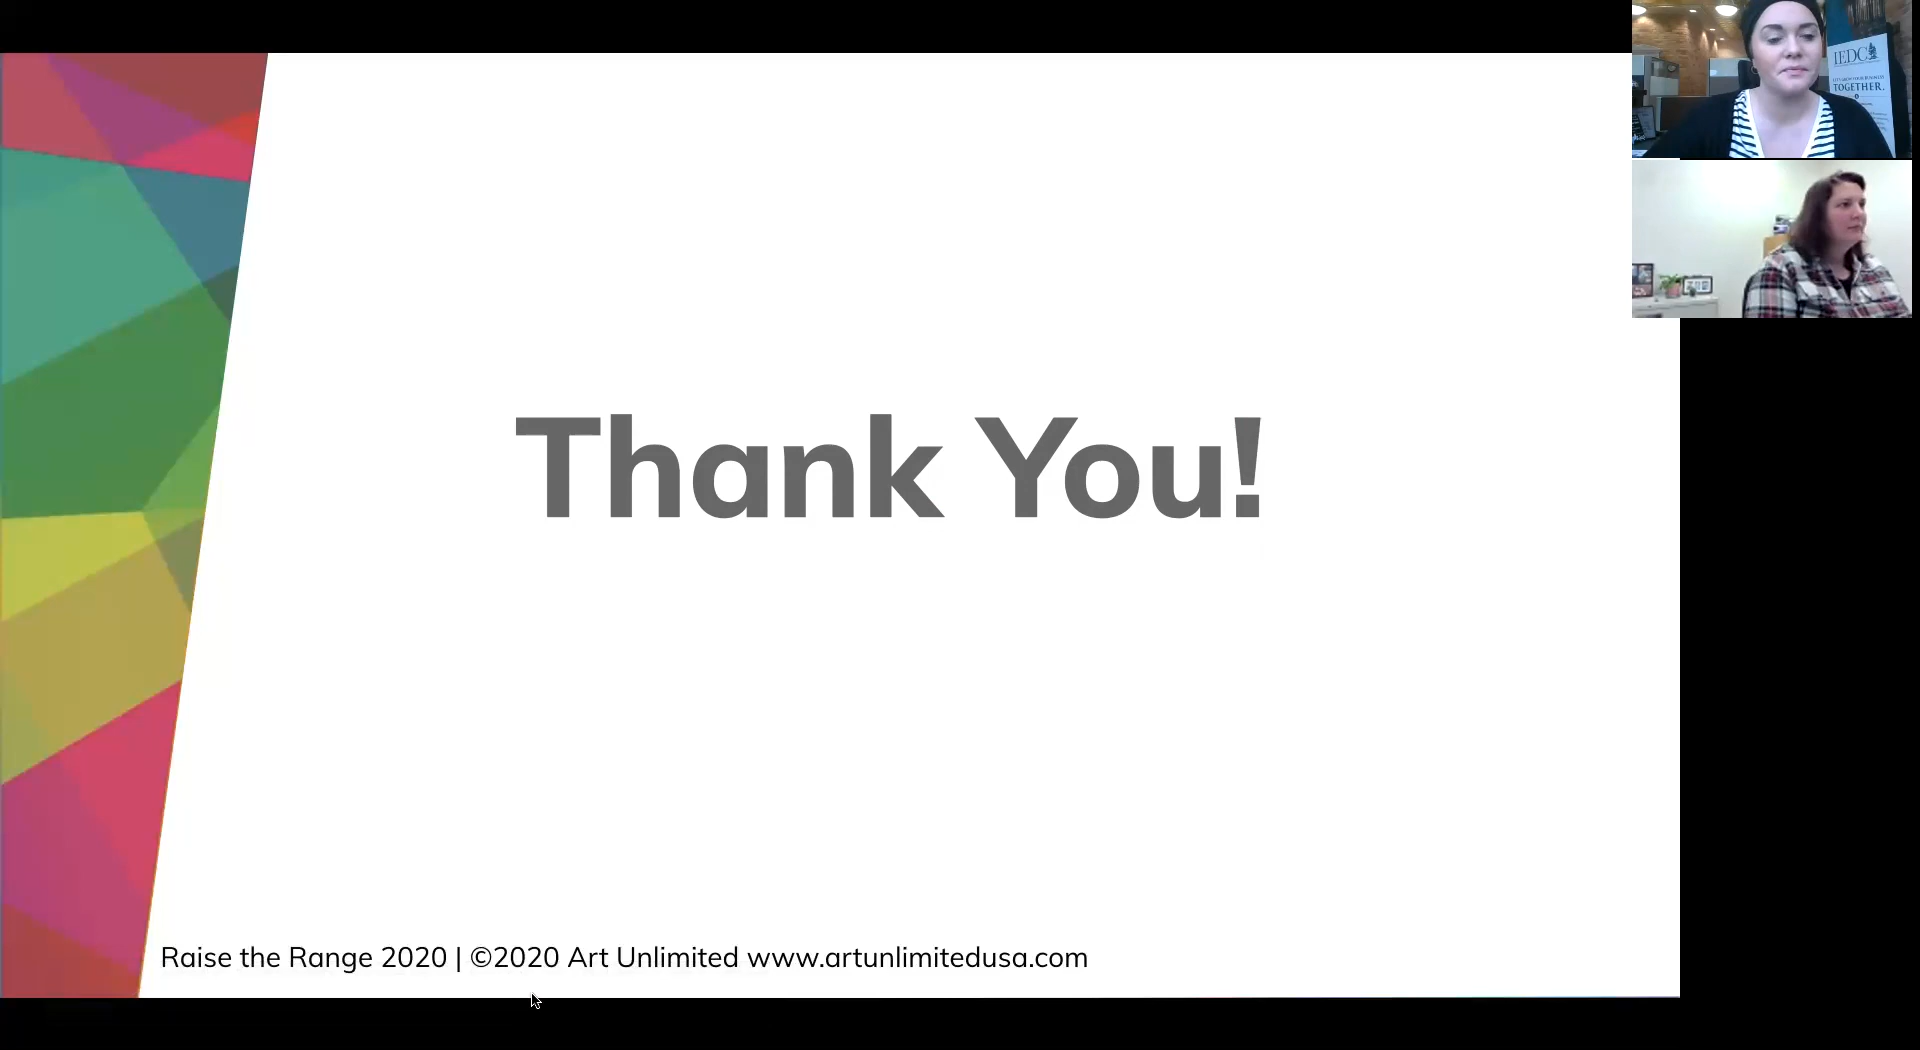 Thank You!
Raise the Range 2020 | ©2020 Art Unlimited www.artunlimitedusa.com
IEDC
TOGETHER.